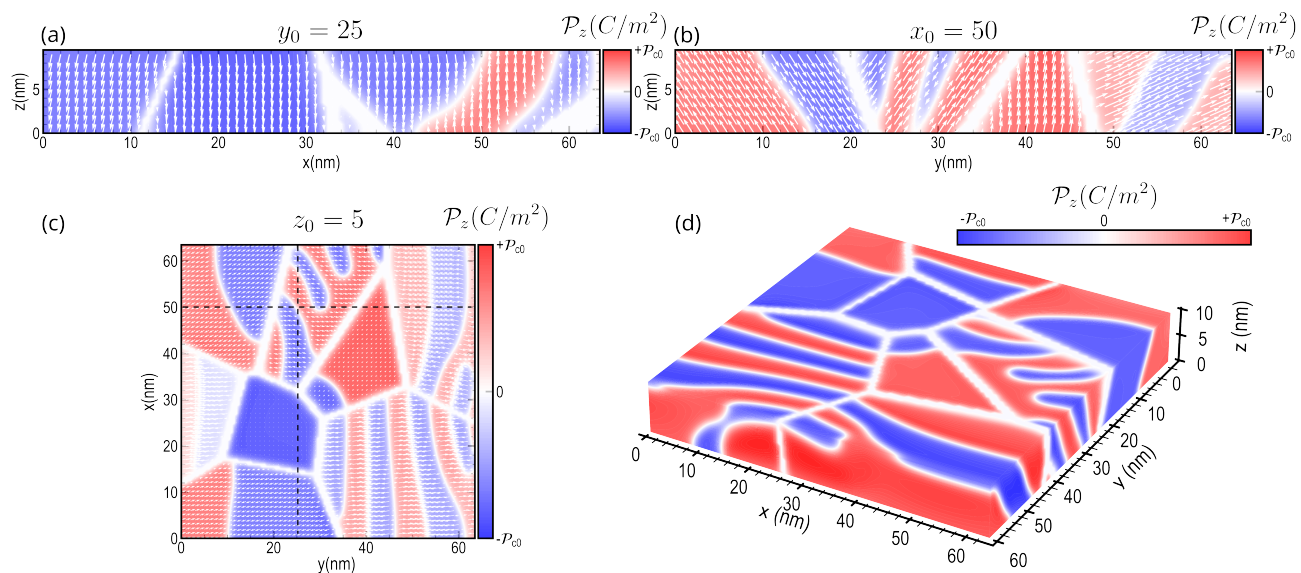 (a) y₀ = 25 𝒫z(C/m²)
+𝒫c0
0
-𝒫c0
z(nm)
5
0
0 10 20 30 40 50 60
x(nm)
(b) x₀ = 50 𝒫z(C/m²)
+𝒫c0
0
-𝒫c0
z(nm)
5
0
0 10 20 30 40 50 60
y(nm)
(c) z₀ = 5 𝒫z(C/m²)
+𝒫c0
0
-𝒫c0
x(nm)
60
50
40
30
20
10
0
0 10 20 30 40 50 60
y(nm)
(d) 𝒫z(C/m²)
-𝒫c0 0 +𝒫c0
10
5
0
z (nm)
0
10
20
30
40
50
60
y (nm)
0 10 20 30 40 50 60
x (nm)